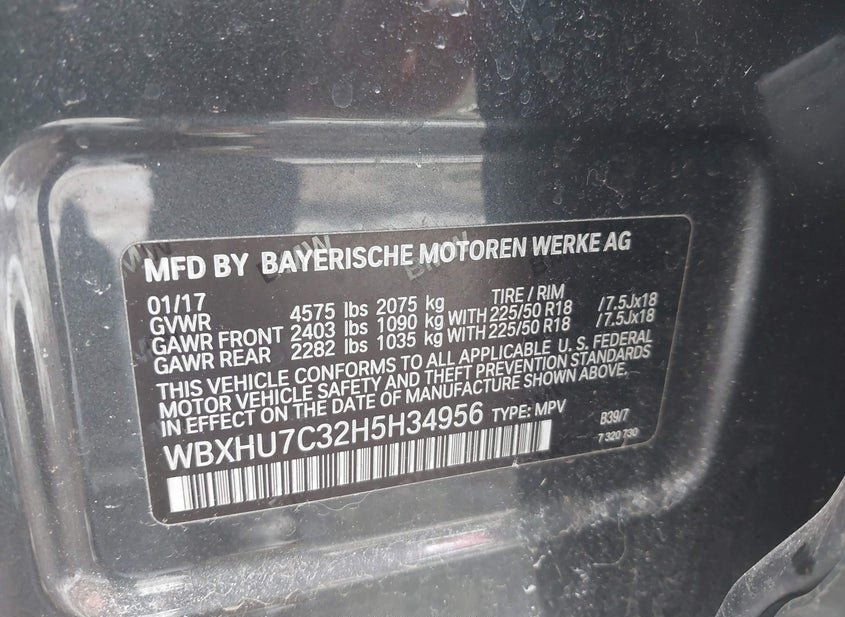 MFD BY BAYERISCHE MOTOREN WERKE AG
01/17 TIRE / RIM
GVWR 4575 lbs 2075 kg
GAWR FRONT 2403 lbs 1090 kg WITH 225/50 R18 /7.5Jx18
GAWR REAR 2282 lbs 1035 kg WITH 225/50 R18 /7.5Jx18
THIS VEHICLE CONFORMS TO ALL APPLICABLE U.S. FEDERAL
MOTOR VEHICLE SAFETY AND THEFT PREVENTION STANDARDS
IN EFFECT ON THE DATE OF MANUFACTURE SHOWN ABOVE.
WBXHU7C32H5H34956 TYPE: MPV B39/7
7 320 730